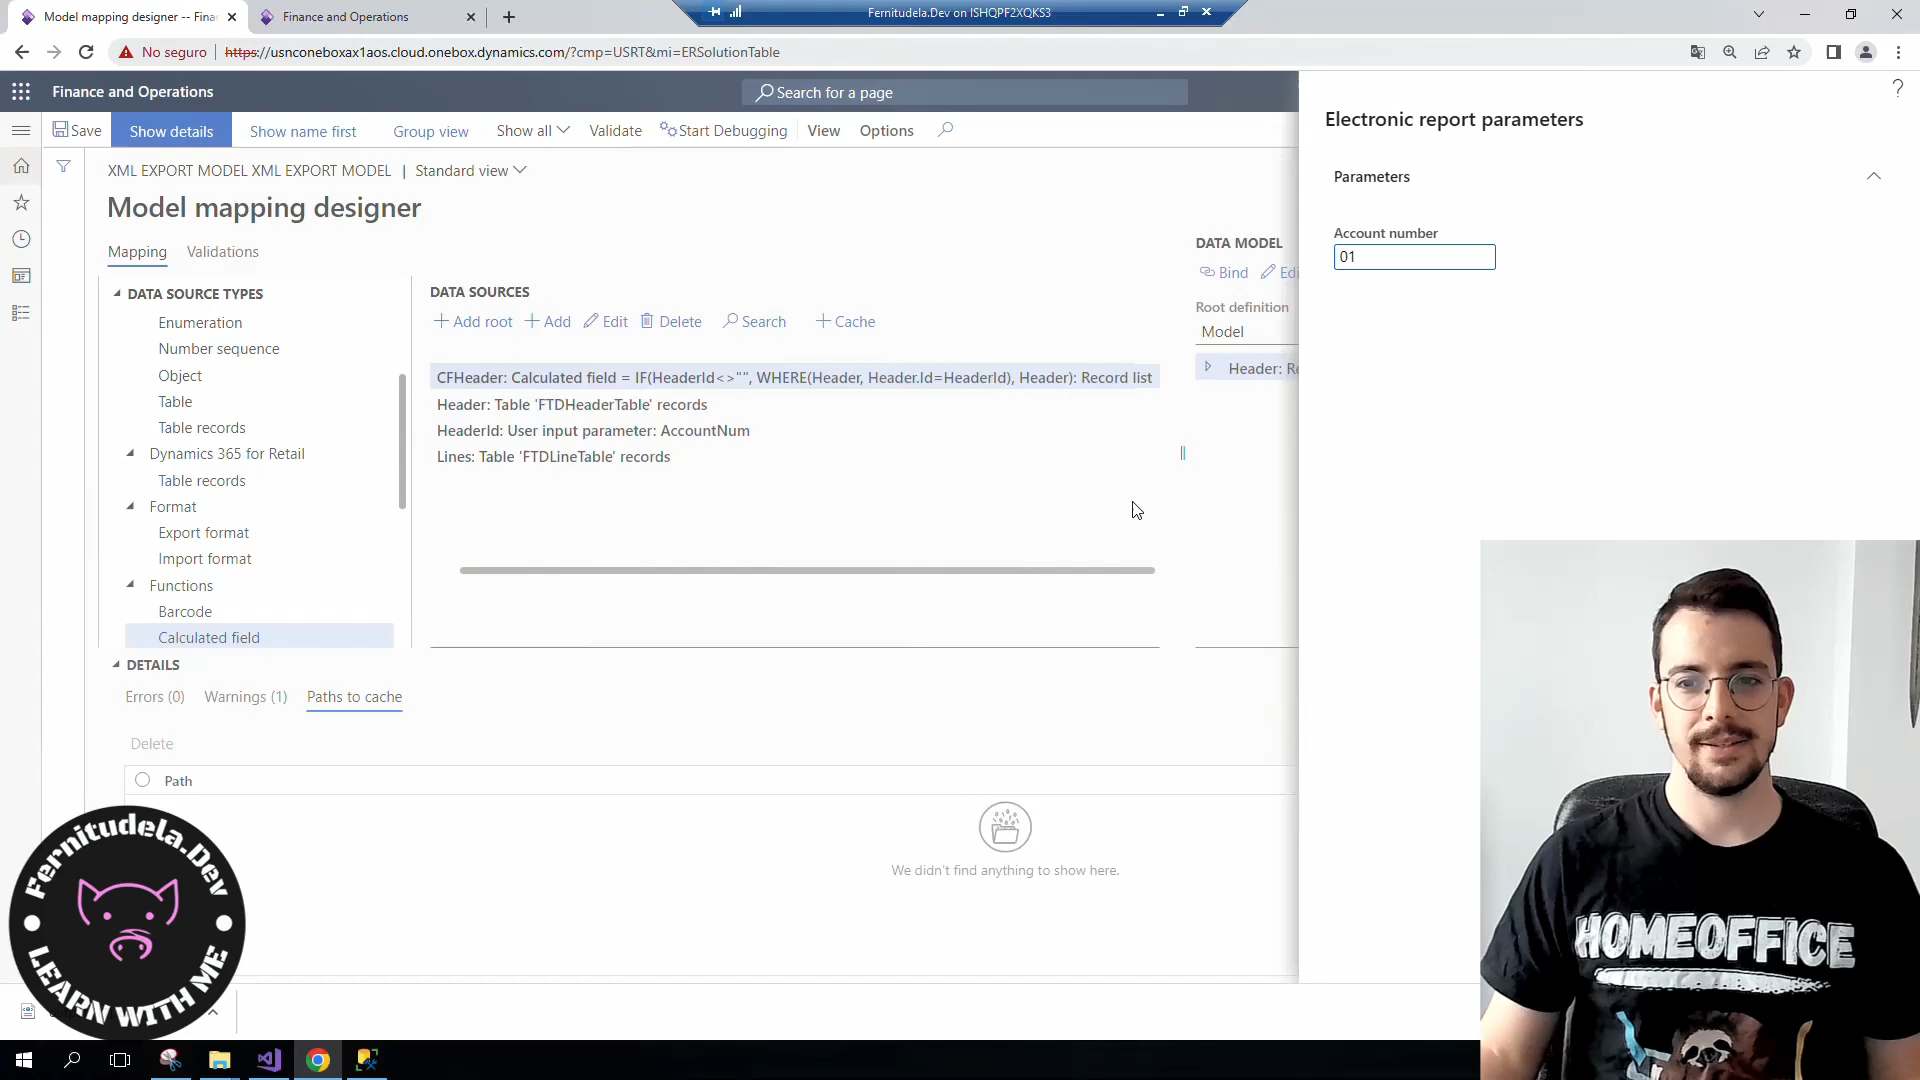 Model mapping designer -- Fina
Finance and Operations
Fernitudela.Dev on ISHQPF2XQKS3
No seguro
https://usnconeboxax1aos.cloud.onebox.dynamics.com/?cmp=USRT&mi=ERSolutionTable
Finance and Operations
Search for a page
?
Save
Show details
Show name first
Group view
Show all
Validate
Start Debugging
View
Options
XML EXPORT MODEL XML EXPORT MODEL | Standard view
Model mapping designer
Mapping
Validations
DATA SOURCE TYPES
Enumeration
Number sequence
Object
Table
Table records
Dynamics 365 for Retail
Table records
Format
Export format
Import format
Functions
Barcode
Calculated field
DATA SOURCES
Add root
Add
Edit
Delete
Search
Cache
CFHeader: Calculated field = IF(HeaderId<>"", WHERE(Header, Header.Id=HeaderId), Header): Record list
Header: Table 'FTDHeaderTable' records
HeaderId: User input parameter: AccountNum
Lines: Table 'FTDLineTable' records
DATA MODEL
Bind
Edi
Root definition
Model
Header: Re
Electronic report parameters
Parameters
Account number
01
DETAILS
Errors (0)
Warnings (1)
Paths to cache
Delete
Path
We didn't find anything to show here.
Fernitudela.Dev
LEARN WITH ME
HOMEOFFICE